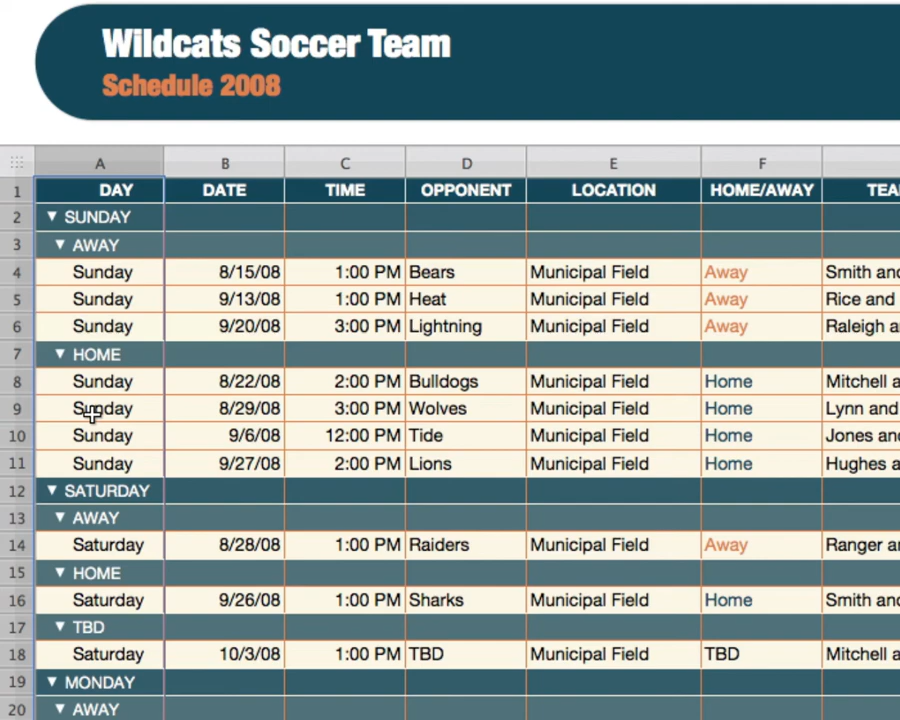 Wildcats Soccer Team
Schedule 2008
A B C D E F
1 DAY DATE TIME OPPONENT LOCATION HOME/AWAY
2 ▼ SUNDAY
3 ▼ AWAY
4 Sunday 8/15/08 1:00 PM Bears Municipal Field Away Smith and
5 Sunday 9/13/08 1:00 PM Heat Municipal Field Away Rice and
6 Sunday 9/20/08 3:00 PM Lightning Municipal Field Away Raleigh
7 ▼ HOME
8 Sunday 8/22/08 2:00 PM Bulldogs Municipal Field Home Mitchell
9 Sunday 8/29/08 3:00 PM Wolves Municipal Field Home Lynn and
10 Sunday 9/6/08 12:00 PM Tide Municipal Field Home Jones and
11 Sunday 9/27/08 2:00 PM Lions Municipal Field Home Hughes
12 ▼ SATURDAY
13 ▼ AWAY
14 Saturday 8/28/08 1:00 PM Raiders Municipal Field Away Ranger
15 ▼ HOME
16 Saturday 9/26/08 1:00 PM Sharks Municipal Field Home Smith and
17 ▼ TBD
18 Saturday 10/3/08 1:00 PM TBD Municipal Field TBD Mitchell
19 ▼ MONDAY
20 ▼ AWAY